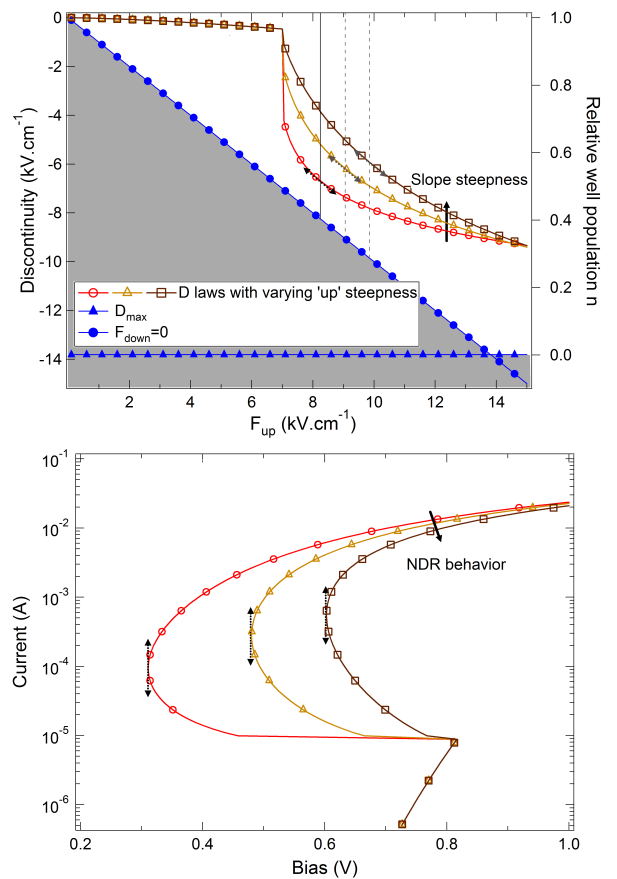 0
-2
-4
-6
-8
-10
-12
-14
Discontinuity (kV.cm⁻¹)
1.0
0.8
0.6
0.4
0.2
0.0
Relative well population n
Slope steepness
D laws with varying 'up' steepness
Dmax
Fdown=0
2 4 6 8 10 12 14
Fup (kV.cm⁻¹)
10⁻¹
10⁻²
10⁻³
10⁻⁴
10⁻⁵
10⁻⁶
Current (A)
NDR behavior
0.2 0.4 0.6 0.8 1.0
Bias (V)